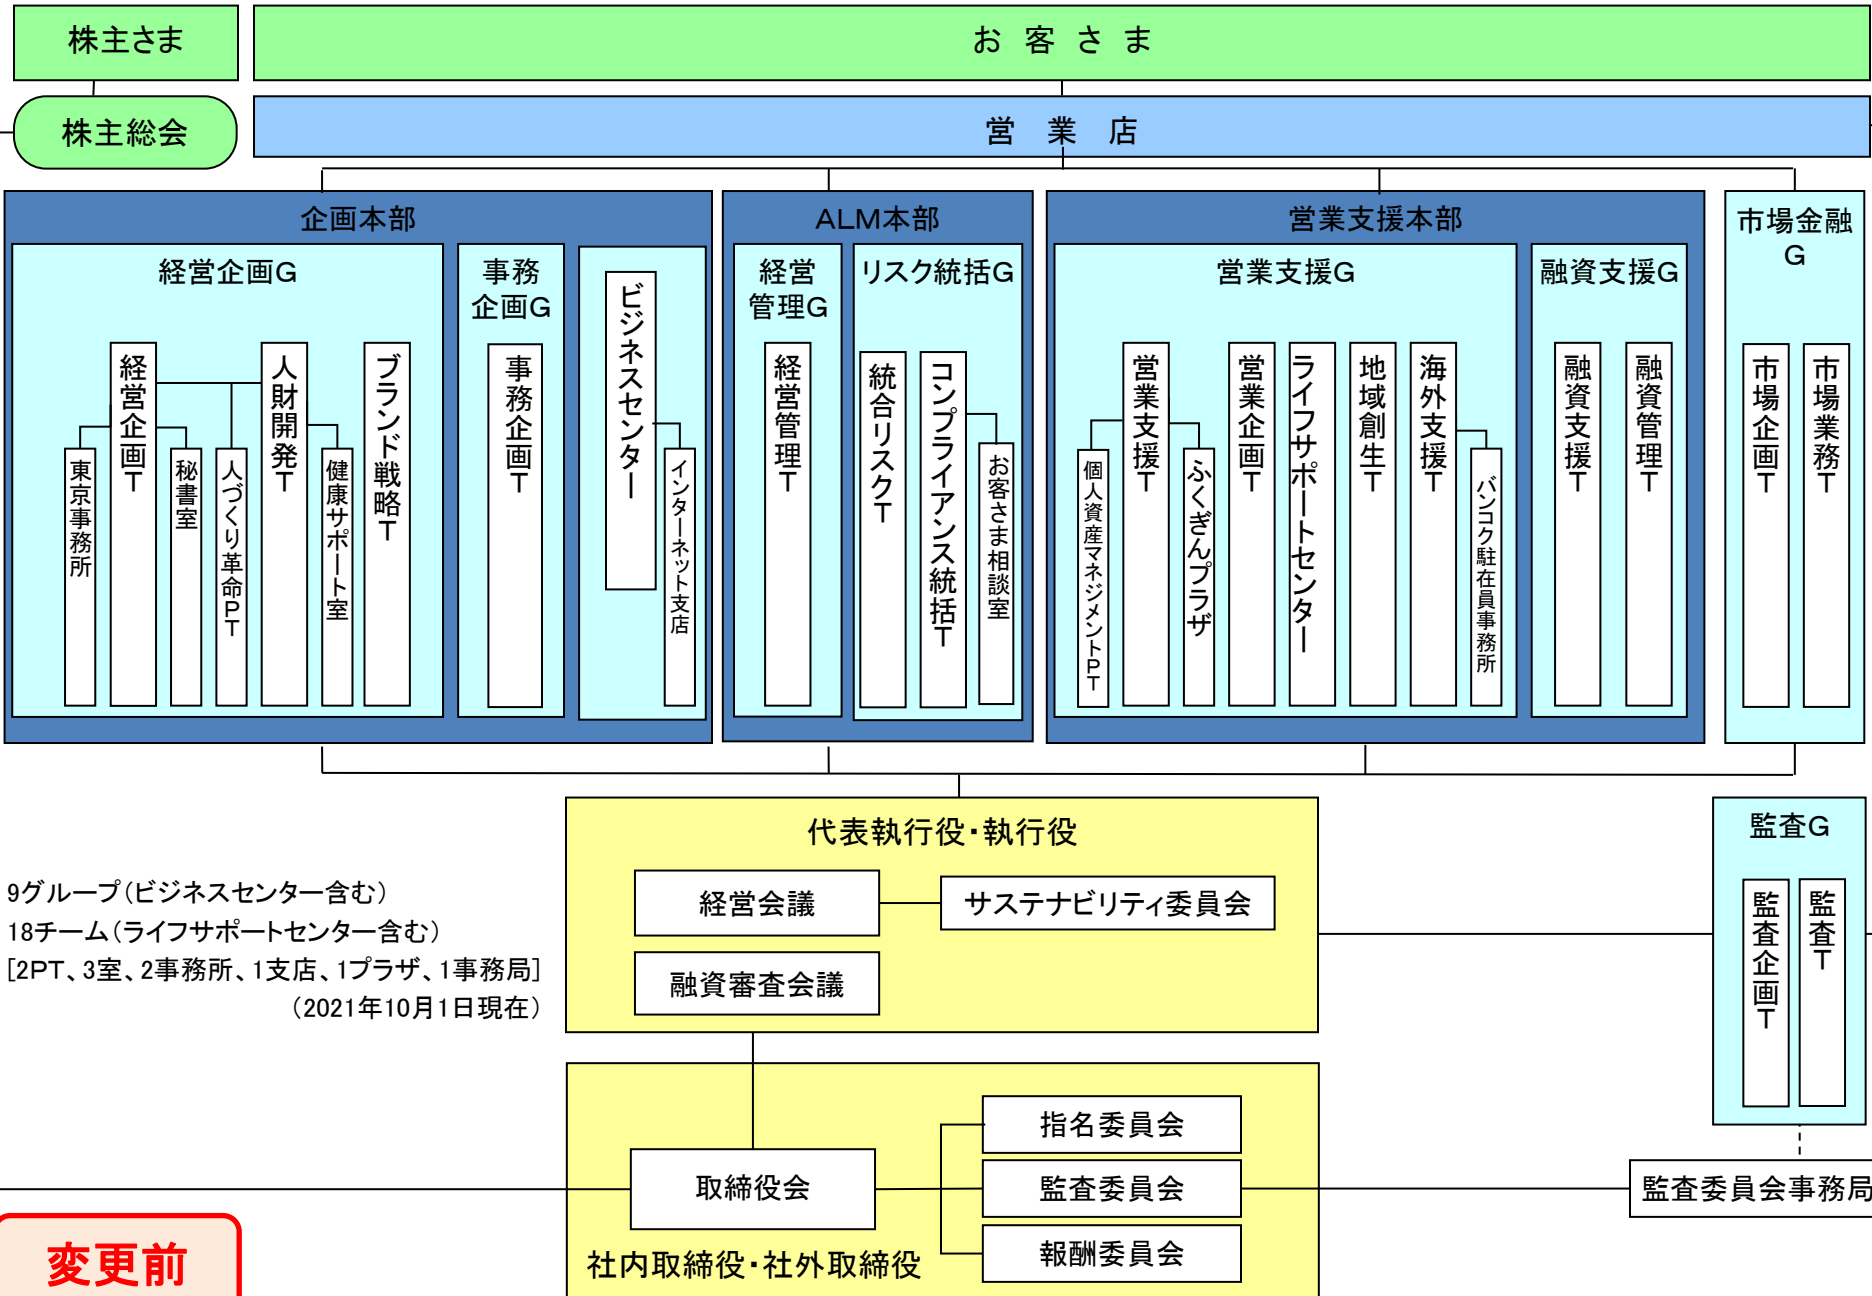 株主さま
お客さま
株主総会
営業店
企画本部
ALM本部
営業支援本部
市場金融
G
経営企画G
事務
企画G
経営
管理G
リスク統括G
営業支援G
融資支援G
東京事務所
経営企画T
秘書室
人づくり革命PT
人財開発T
健康サポート室
ブランド戦略T
事務企画T
ビジネスセンター
インターネット支店
経営管理T
統合リスクT
コンプライアンス統括T
お客さま相談室
個人資産マネジメントPT
営業支援T
ふくぎんプラザ
営業企画T
ライフサポートセンター
地域創生T
海外支援T
バンコク駐在員事務所
融資支援T
融資管理T
市場企画T
市場業務T
代表執行役・執行役
経営会議
サステナビリティ委員会
融資審査会議
監査G
監査企画T
監査T
9グループ(ビジネスセンター含む)
18チーム(ライフサポートセンター含む)
[2PT、3室、2事務所、1支店、1プラザ、1事務局]
(2021年10月1日現在)
指名委員会
取締役会
監査委員会
監査委員会事務局
報酬委員会
社内取締役・社外取締役
変更前